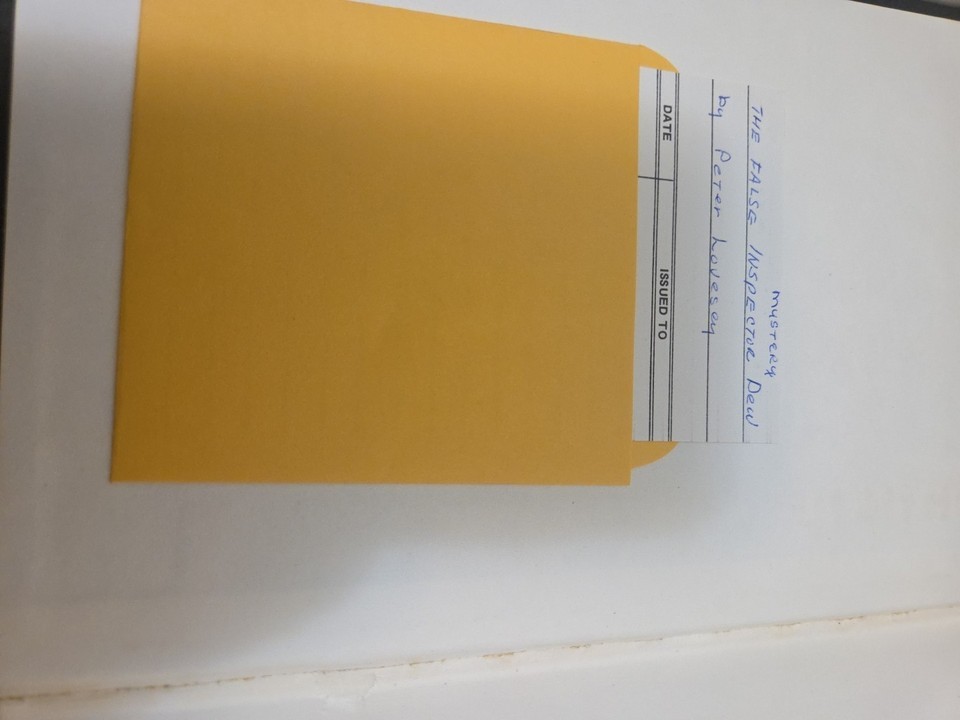 mystery
THE FALSE INSPECTOR Dew
by Peter Lovesey
DATE ISSUED TO